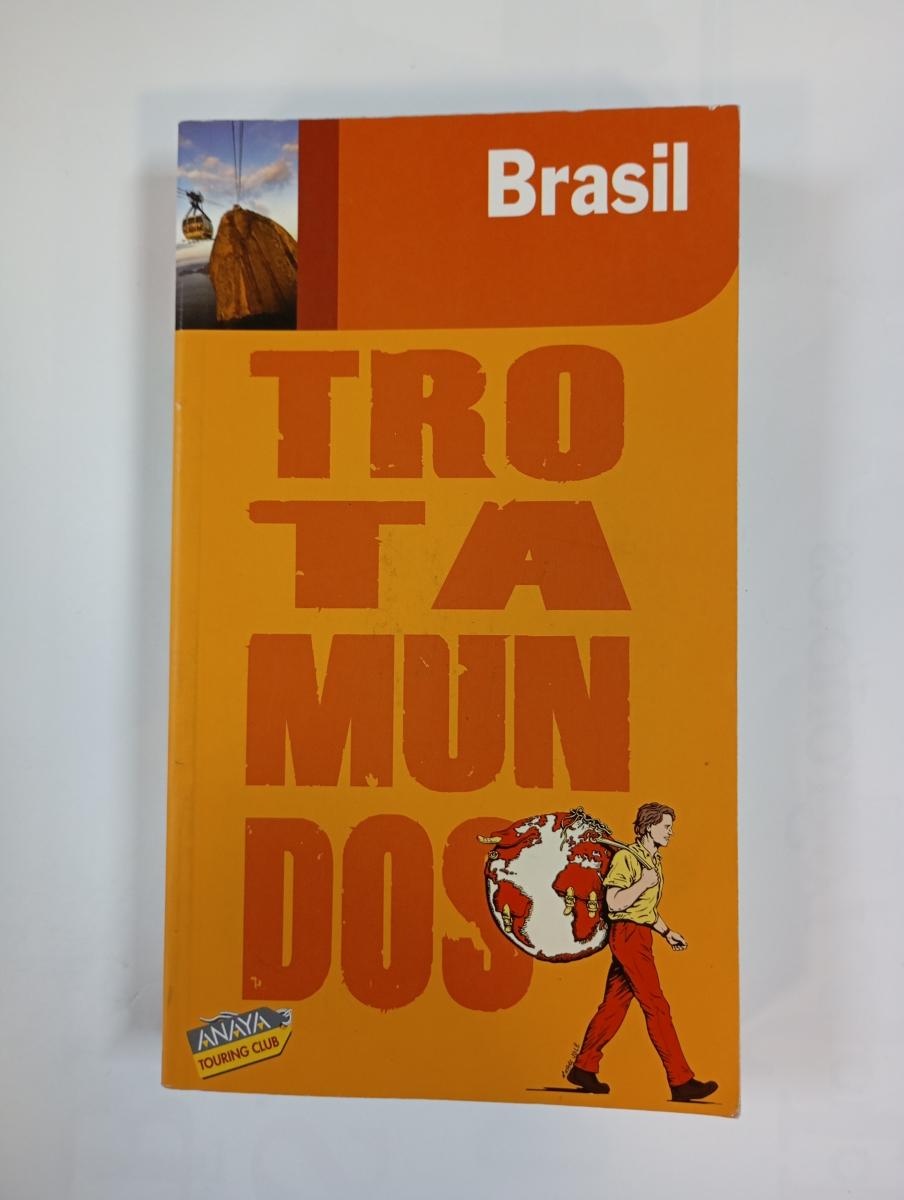 Brasil
TRO
TA
MUN
DOS
ANAYA
TOURING CLUB